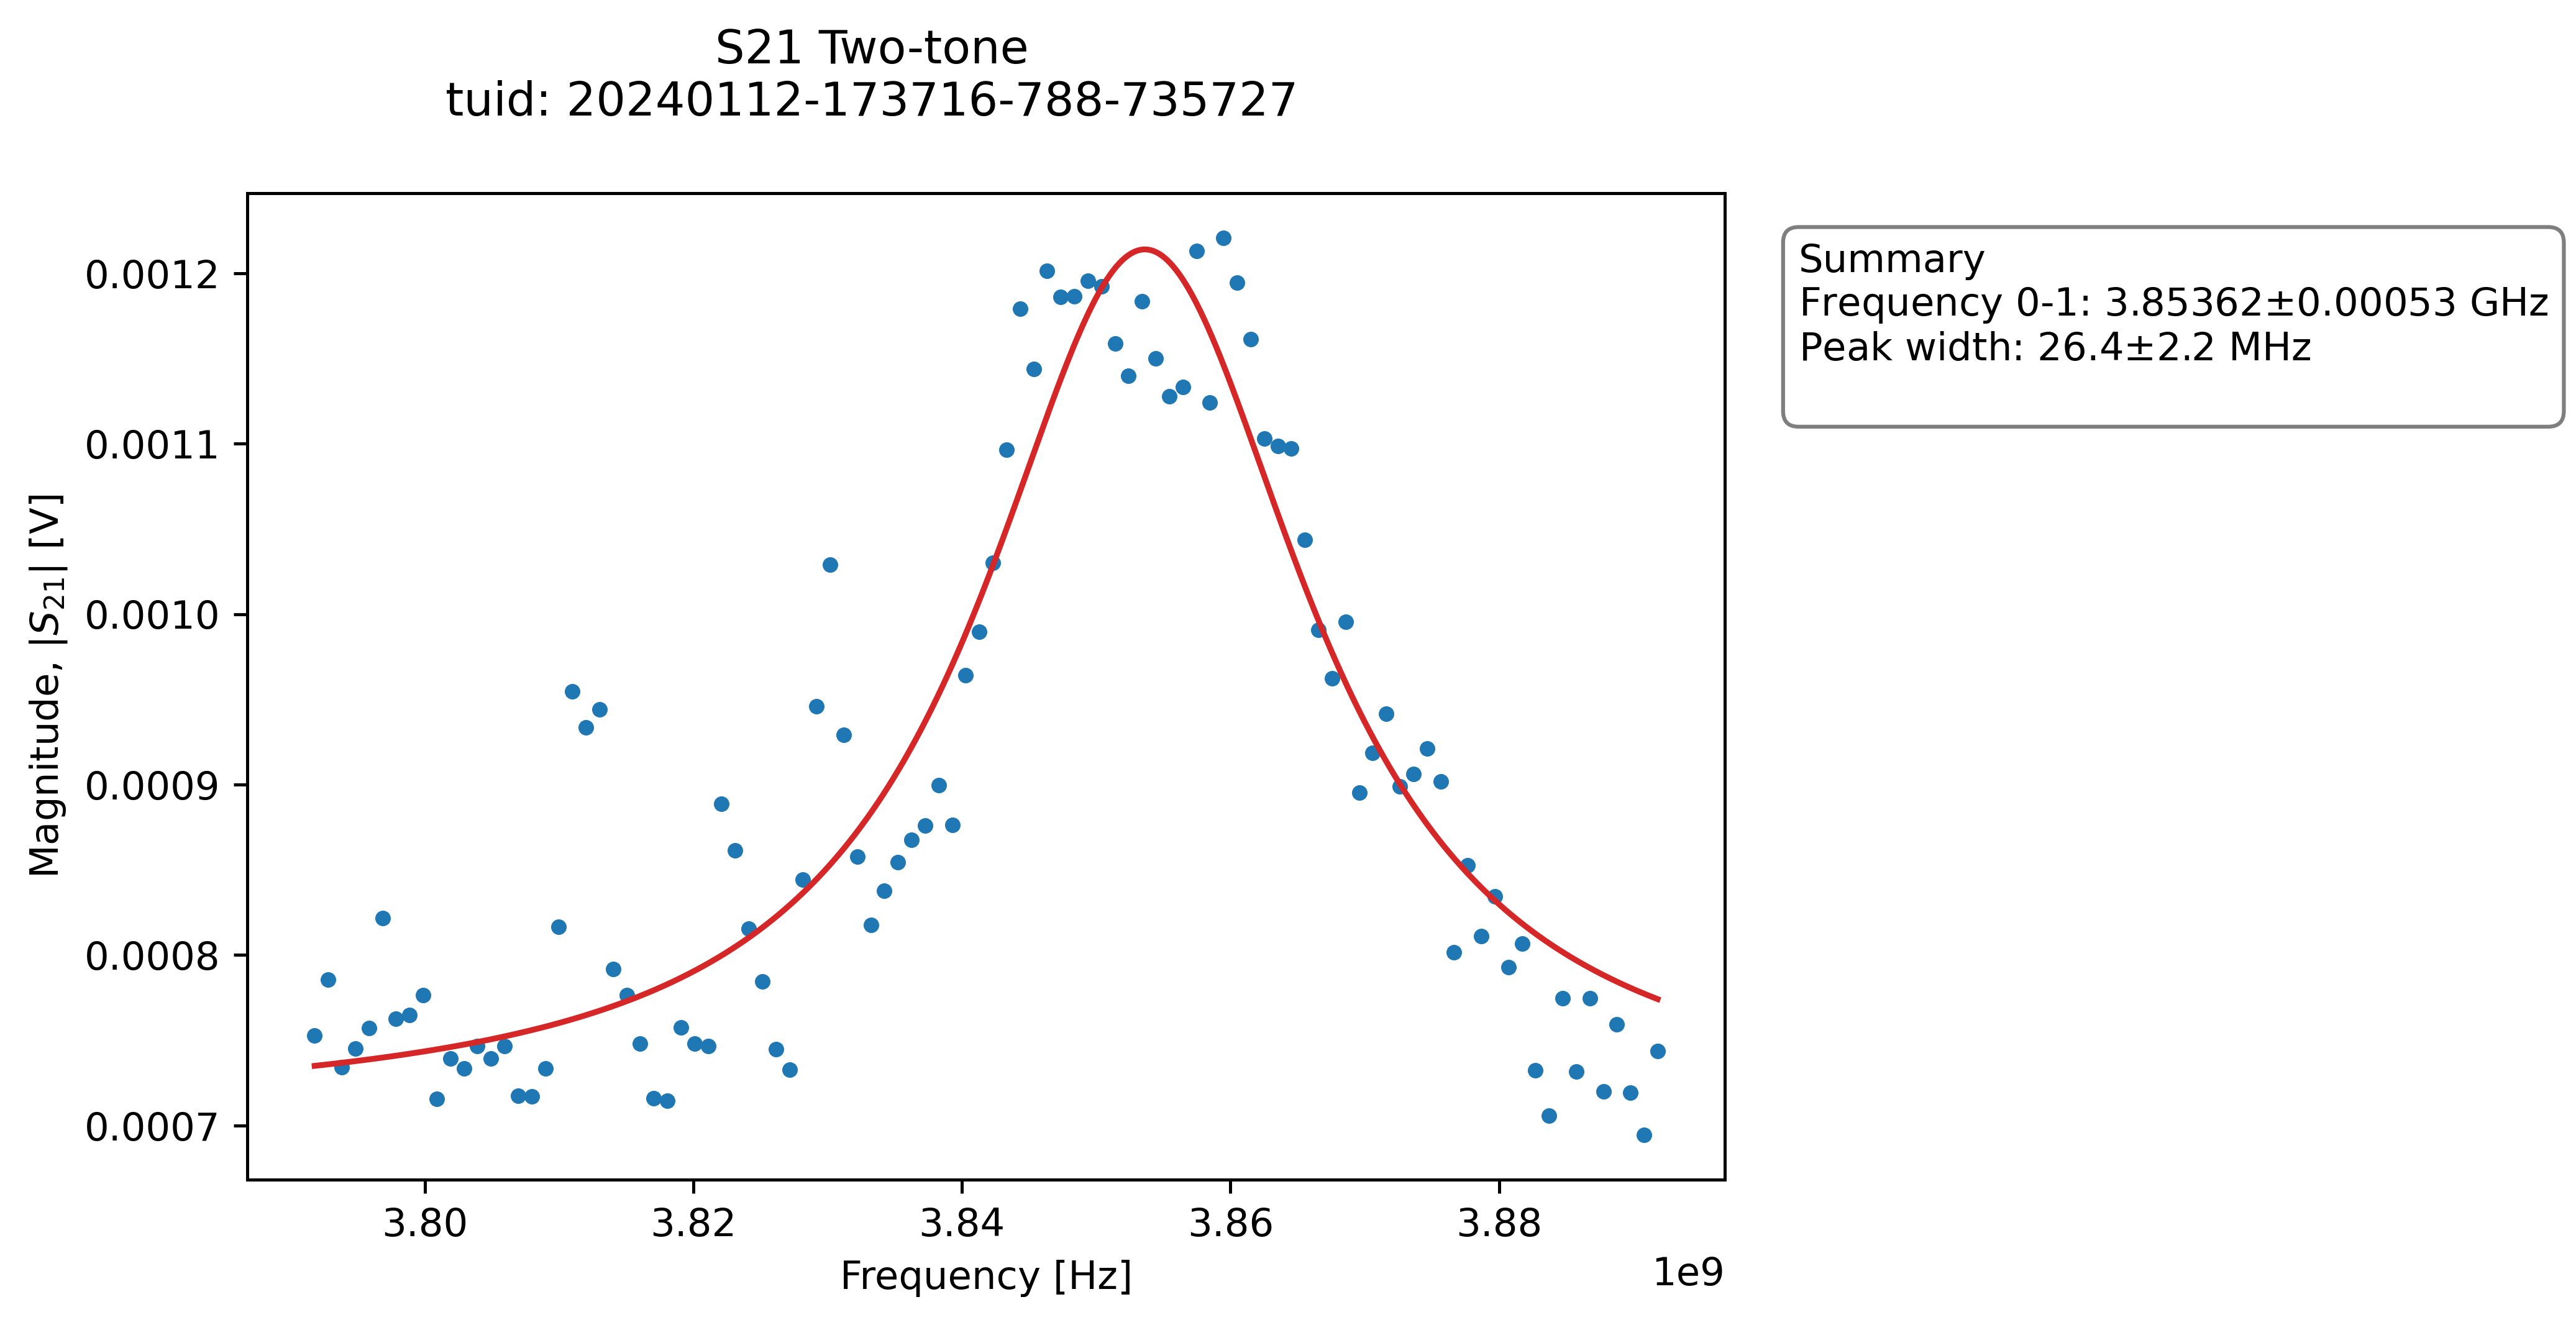 S21 Two-tone
tuid: 20240112-173716-788-735727
Summary
Frequency 0-1: 3.85362±0.00053 GHz
Peak width: 26.4±2.2 MHz
Magnitude, |S₂₁| [V]
0.0012
0.0011
0.0010
0.0009
0.0008
0.0007
3.80 3.82 3.84 3.86 3.88
1e9
Frequency [Hz]